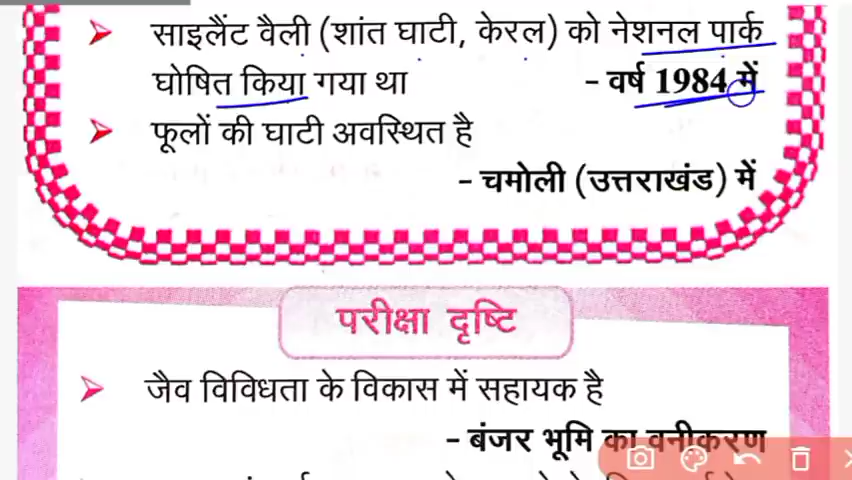 साइलैंट वैली (शांत घाटी, केरल) को नेशनल पार्क
घोषित किया गया था - वर्ष 1984 में
फूलों की घाटी अवस्थित है
- चमोली (उत्तराखंड) में
परीक्षा दृष्टि
जैव विविधता के विकास में सहायक है
- बंजर भूमि का वनीकरण